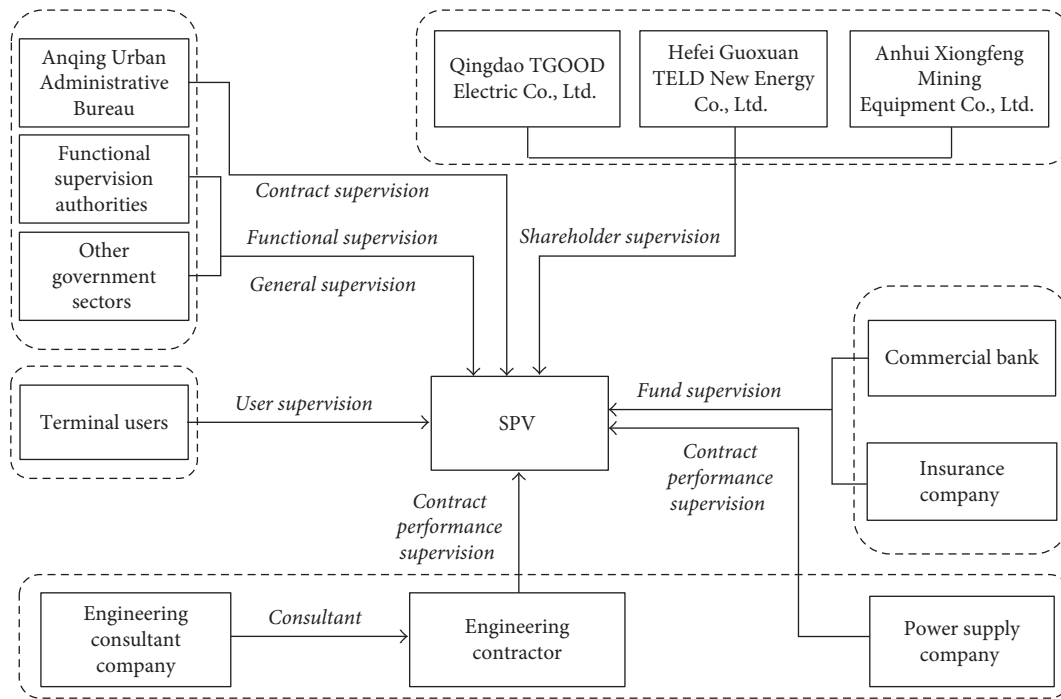 Anqing Urban
Administrative
Bureau
Functional
supervision
authorities
Other
government
sectors
Qingdao TGOOD
Electric Co., Ltd.
Hefei Guoxuan
TELD New Energy
Co., Ltd.
Anhui Xiongfeng
Mining
Equipment Co., Ltd.
Contract supervision
Functional supervision
General supervision
Shareholder supervision
Terminal users
User supervision
SPV
Fund supervision
Commercial bank
Insurance
company
Contract
performance
supervision
Contract
performance
supervision
Engineering
consultant
company
Consultant
Engineering
contractor
Power supply
company